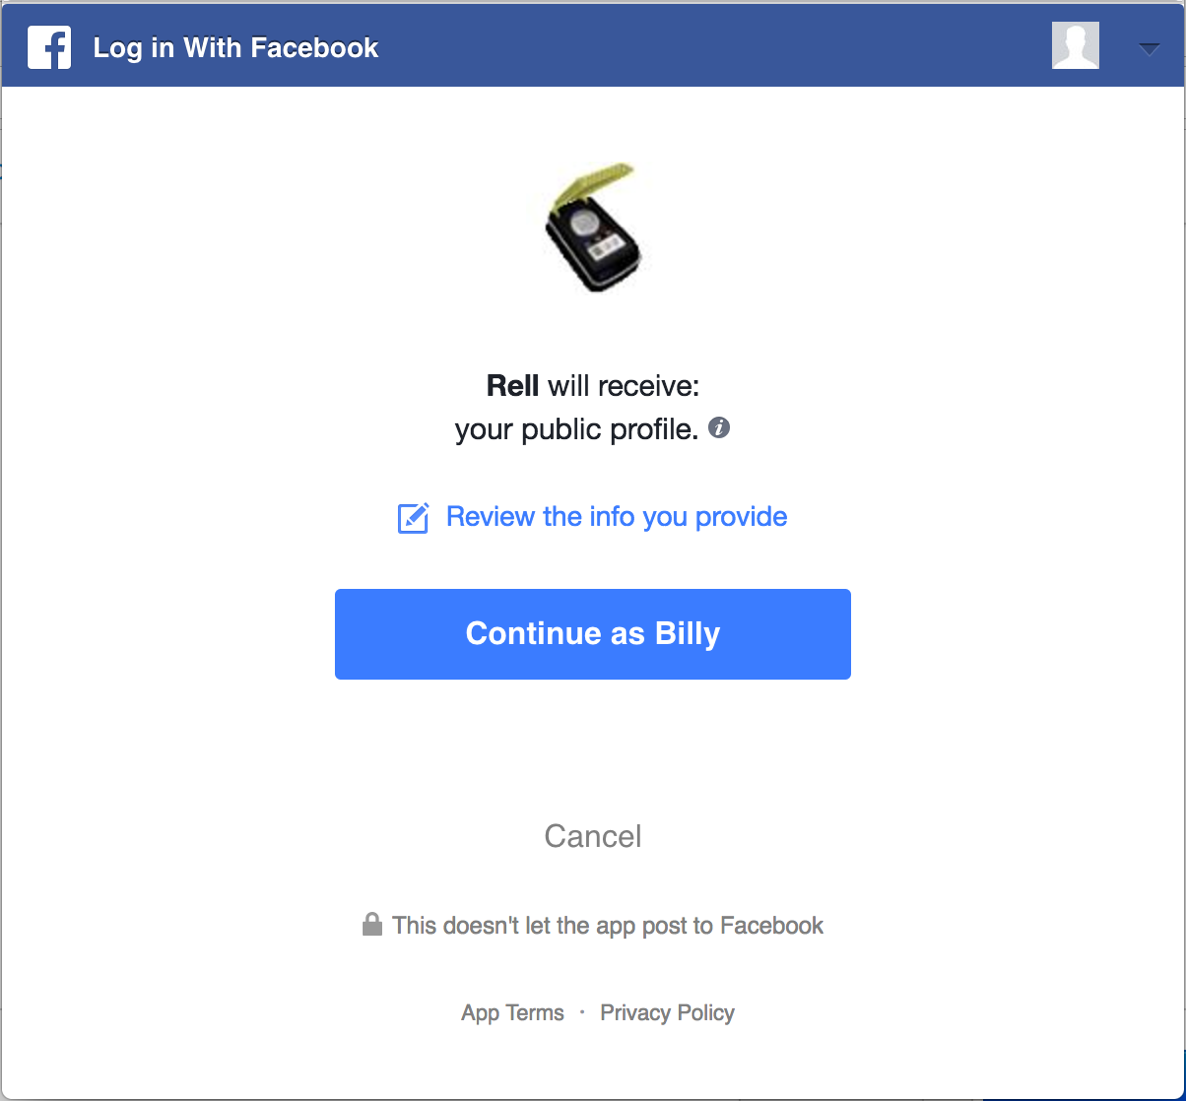 Log in With Facebook
Rell will receive:
your public profile.
Review the info you provide
Continue as Billy
Cancel
This doesn't let the app post to Facebook
App Terms · Privacy Policy